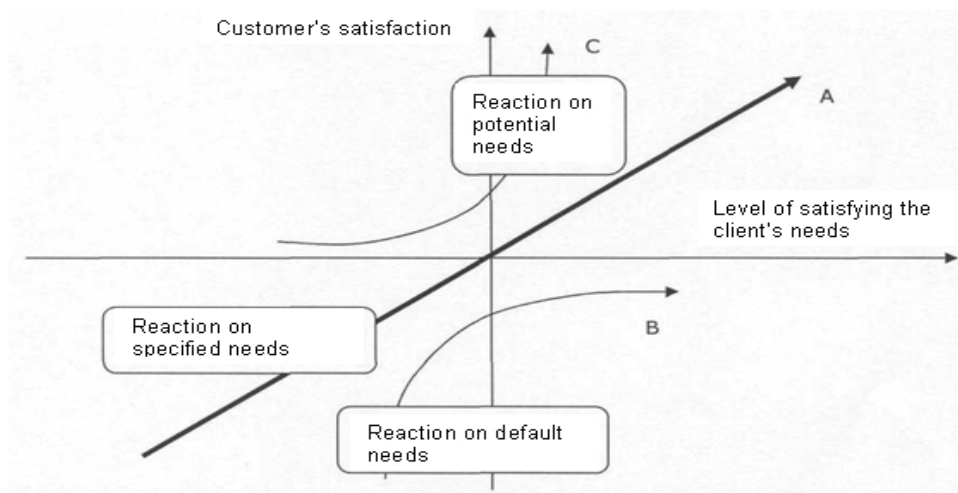 Customer's satisfaction
C
Reaction on
potential
needs
A
Level of satisfying the
client's needs
Reaction on
specified needs
B
Reaction on default
needs